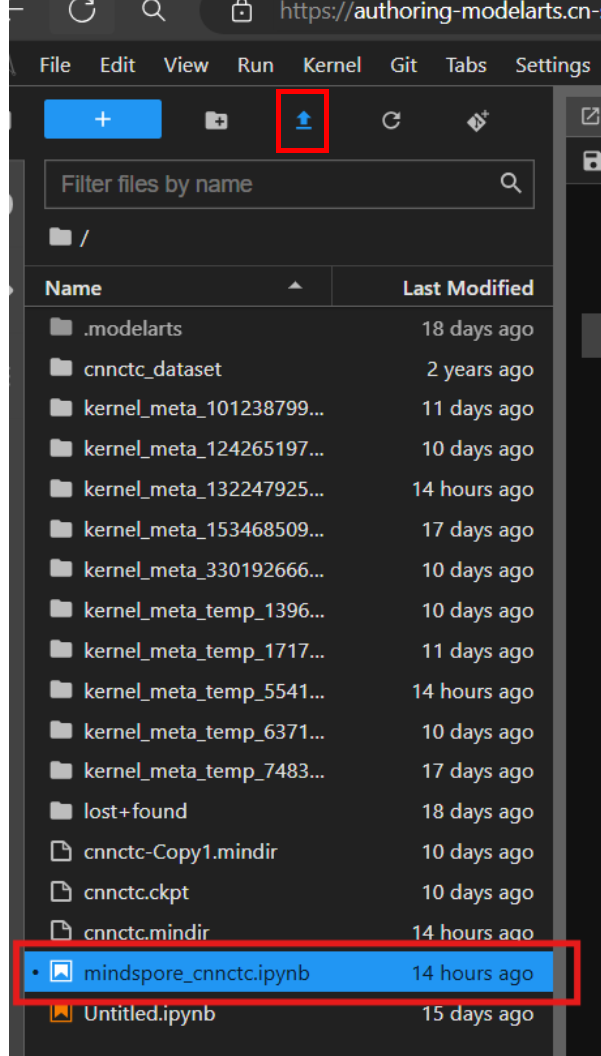 https://authoring-modelarts.cn-
File Edit View Run Kernel Git Tabs Settings
Filter files by name
/
Name Last Modified
.modelarts 18 days ago
cnnctc_dataset 2 years ago
kernel_meta_101238799... 11 days ago
kernel_meta_124265197... 10 days ago
kernel_meta_132247925... 14 hours ago
kernel_meta_153468509... 17 days ago
kernel_meta_330192666... 10 days ago
kernel_meta_temp_1396... 10 days ago
kernel_meta_temp_1717... 11 days ago
kernel_meta_temp_5541... 14 hours ago
kernel_meta_temp_6371... 10 days ago
kernel_meta_temp_7483... 17 days ago
lost+found 18 days ago
cnnctc-Copy1.mindir 10 days ago
cnnctc.ckpt 10 days ago
cnnctc.mindir 14 hours ago
mindspore_cnnctc.ipynb 14 hours ago
Untitled.ipynb 15 days ago